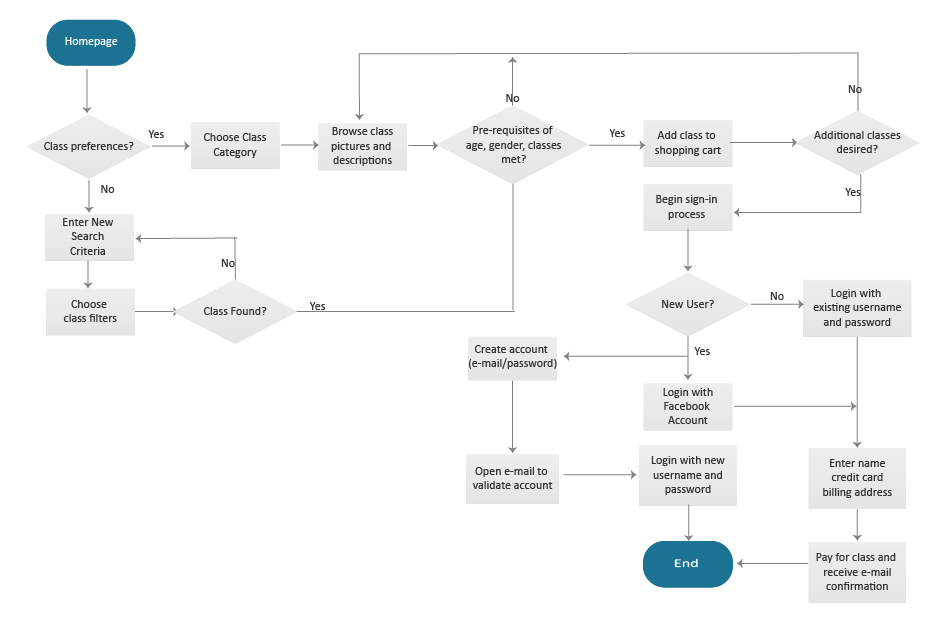 Homepage
Class preferences?
Yes
No
Choose Class
Category
Browse class
pictures and
descriptions
Pre-requisites of
age, gender, classes
met?
No
Yes
Add class to
shopping cart
Additional classes
desired?
No
Yes
Begin sign-in
process
Enter New
Search
Criteria
Choose
class filters
Class Found?
No
Yes
New User?
No
Yes
Login with
existing username
and password
Create account
(e-mail/password)
Login with
Facebook
Account
Open e-mail to
validate account
Login with new
username and
password
Enter name
credit card
billing address
Pay for class and
receive e-mail
confirmation
End